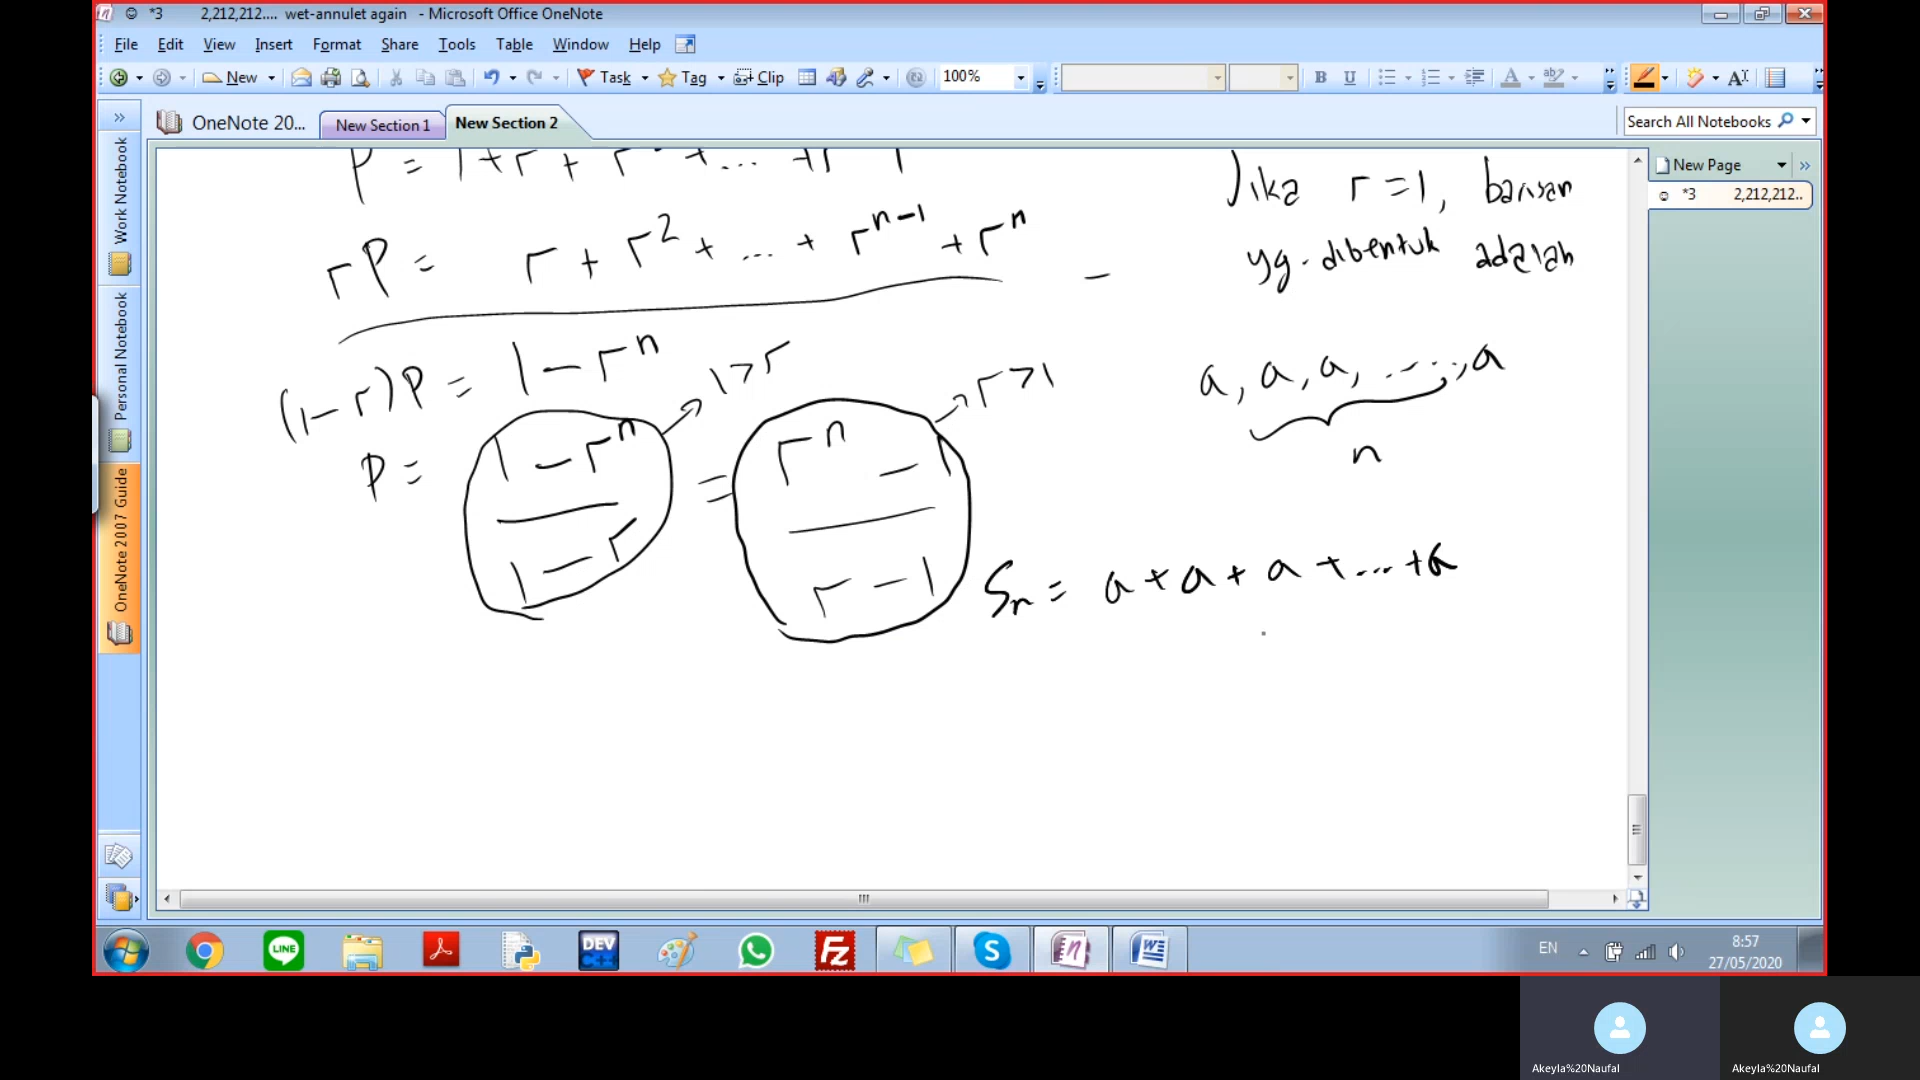 *3 2,212,212.... wet-annulet again - Microsoft Office OneNote
File Edit View Insert Format Share Tools Table Window Help
New Task Tag Clip 100% B U
OneNote 20... New Section 1 New Section 2 Search All Notebooks
New Page
*3 2,212,212..
Work Notebook
Personal Notebook
OneNote 2007 Guide
rP = r + r² + ... + rⁿ⁻¹ + rⁿ
—
(1-r)P = 1 - rⁿ
1 > r
r > 1
P = (1 - rⁿ)/(1 - r) = (rⁿ - 1)/(r - 1)
Jika r = 1, barisan
yg. dibentuk adalah
a, a, a, ....., a
n
Sn = a + a + a + ... + a
LINE DEV C++ Fz S W
EN 8:57
27/05/2020
Akeyla%20Naufal Akeyla%20Naufal